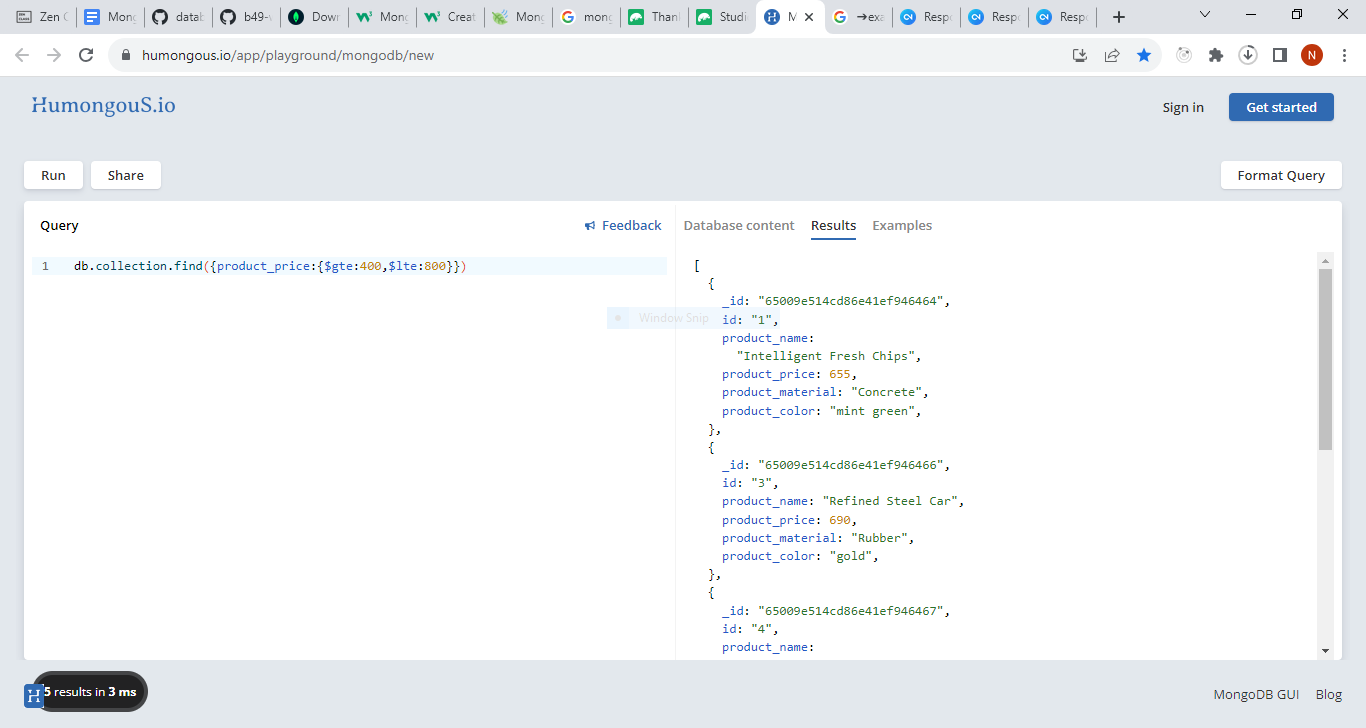 Zen C
Mong
datab
b49-v
Dowr
Mong
Creat
Mong
mong
Thanl
Studi
M
→exa
Respo
Respo
Respo
humongous.io/app/playground/mongodb/new
N
HumongouS.io
Sign in
Get started
Run
Share
Format Query
Query
Feedback
Database content
Results
Examples
1 db.collection.find({product_price:{$gte:400,$lte:800}})
Window Snip
[
{
_id: "65009e514cd86e41ef946464",
id: "1",
product_name:
"Intelligent Fresh Chips",
product_price: 655,
product_material: "Concrete",
product_color: "mint green",
},
{
_id: "65009e514cd86e41ef946466",
id: "3",
product_name: "Refined Steel Car",
product_price: 690,
product_material: "Rubber",
product_color: "gold",
},
{
_id: "65009e514cd86e41ef946467",
id: "4",
product_name:
H
5 results in 3 ms
MongoDB GUI
Blog